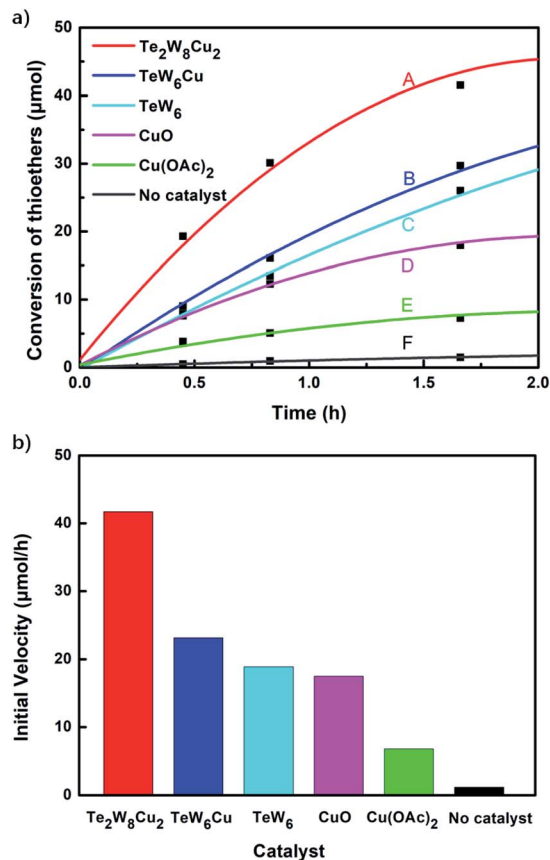 a)
50
40
30
20
10
0
Conversion of thioethers (μmol)
Te₂W₈Cu₂
TeW₆Cu
TeW₆
CuO
Cu(OAc)₂
No catalyst
A
B
C
D
E
F
0.0
0.5
1.0
1.5
2.0
Time (h)
b)
50
40
30
20
10
0
Initial Velocity (μmol/h)
Te₂W₈Cu₂ TeW₆Cu TeW₆ CuO Cu(OAc)₂ No catalyst
Catalyst